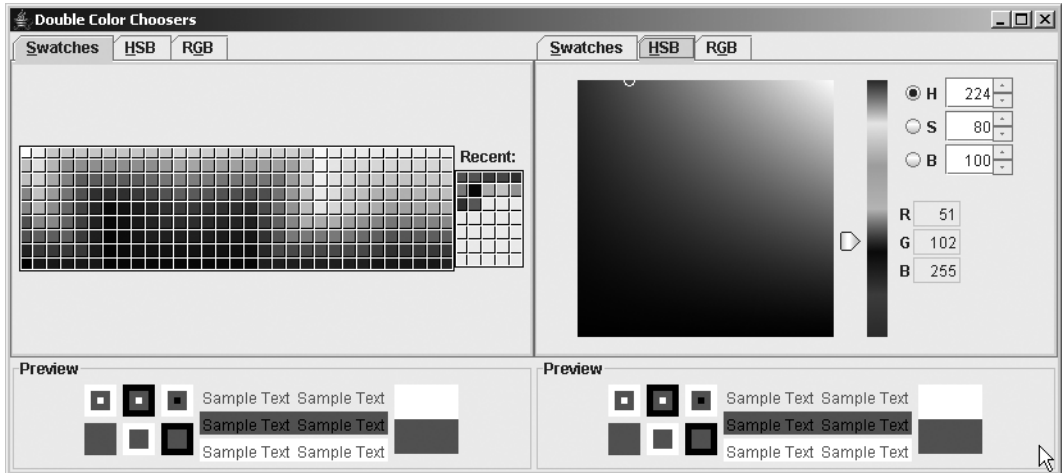 Double Color Choosers
Swatches HSB RGB
Recent:
Preview
Sample Text Sample Text
Sample Text Sample Text
Sample Text Sample Text
Swatches HSB RGB
H 224
S 80
B 100
R 51
G 102
B 255
Preview
Sample Text Sample Text
Sample Text Sample Text
Sample Text Sample Text